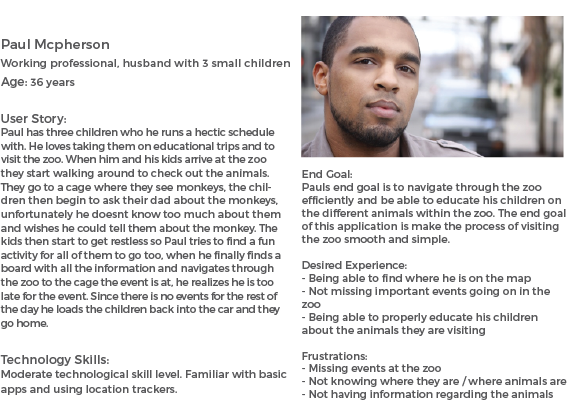 Paul Mcpherson
Working professional, husband with 3 small children
Age: 36 years
User Story:
Paul has three children who he runs a hectic schedule
with. He loves taking them on educational trips and to
visit the zoo. When him and his kids arrive at the zoo
they start walking around to check out the animals.
They go to a cage where they see monkeys, the chil-
dren then begin to ask their dad about the monkeys,
unfortunately he doesnt know too much about them
and wishes he could tell them about the monkey. The
kids then start to get restless so Paul tries to find a fun
activity for all of them to go too, when he finally finds a
board with all the information and navigates through
the zoo to the cage the event is at, he realizes he is too
late for the event. Since there is no events for the rest of
the day he loads the children back into the car and they
go home.
Technology Skills:
Moderate technological skill level. Familiar with basic
apps and using location trackers.
End Goal:
Pauls end goal is to navigate through the zoo
efficiently and be able to educate his children on
the different animals within the zoo. The end goal
of this application is make the process of visiting
the zoo smooth and simple.
Desired Experience:
- Being able to find where he is on the map
- Not missing important events going on in the
zoo
- Being able to properly educate his children
about the animals they are visiting
Frustrations:
- Missing events at the zoo
- Not knowing where they are / where animals are
- Not having information regarding the animals